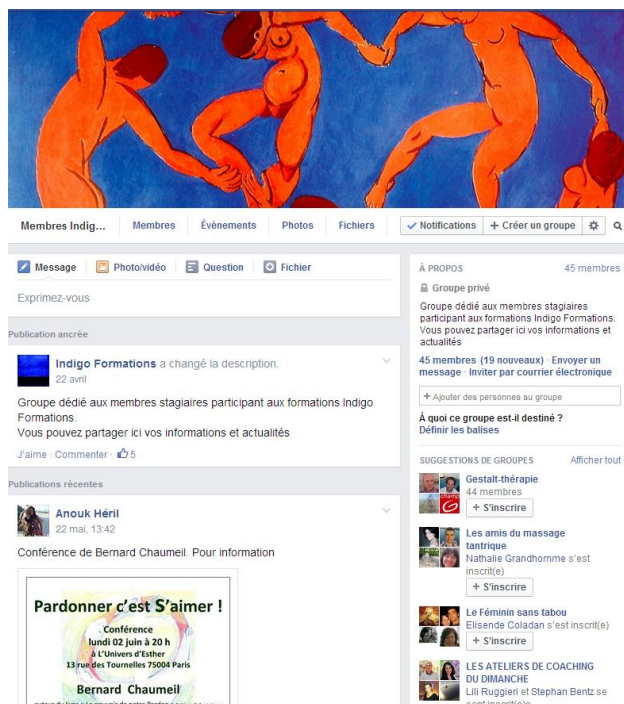 Membres Indig...
Membres
Évènements
Photos
Fichiers
Notifications
+ Créer un groupe
Message
Photo/vidéo
Question
Fichier
Exprimez-vous
Publication ancrée
Indigo Formations a changé la description.
22 avril
Groupe dédié aux membres stagiaires participant aux formations Indigo
Formations.
Vous pouvez partager ici vos informations et actualités
J'aime · Commenter · 5
Publications récentes
Anouk Héril
22 mai, 13:42
Conférence de Bernard Chaumeil. Pour information
Pardonner c'est S'aimer !
Conférence
lundi 02 juin à 20 h
à L'Univers d'Esther
13 rue des Tournelles 75004 Paris
Bernard Chaumeil
À PROPOS
45 membres
Groupe privé
Groupe dédié aux membres stagiaires
participant aux formations Indigo Formations.
Vous pouvez partager ici vos informations et
actualités
45 membres (19 nouveaux) · Envoyer un
message · Inviter par courrier électronique
+ Ajouter des personnes au groupe
À quoi ce groupe est-il destiné ?
Définir les balises
SUGGESTIONS DE GROUPES
Afficher tout
Gestalt-thérapie
44 membres
+ S'inscrire
champ
G
Les amis du massage
tantrique
Nathalie Grandhomme s'est
inscrit(e)
+ S'inscrire
Le Féminin sans tabou
Elisende Coladan s'est inscrit(e)
+ S'inscrire
LES ATELIERS DE COACHING
DU DIMANCHE
Lili Ruggieri et Stephan Bentz se
sont inscrit(e)s